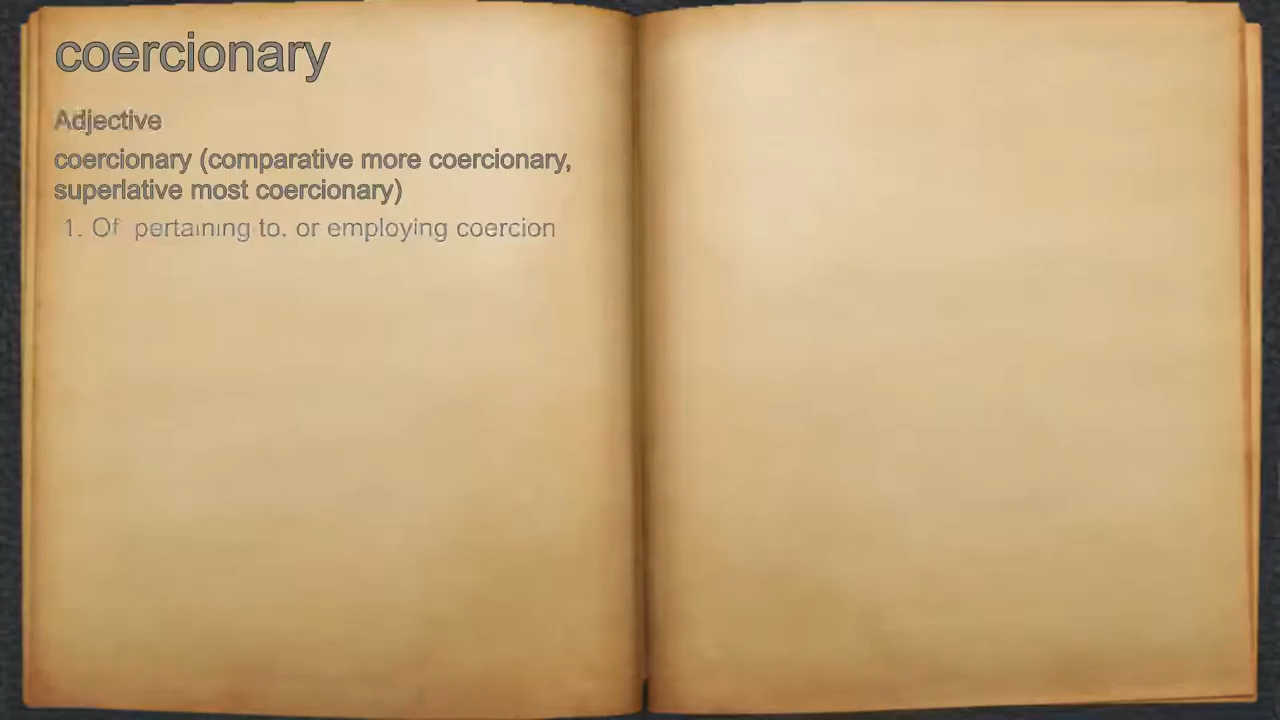 coercionary
Adjective
coercionary (comparative more coercionary,
superlative most coercionary)
1. Of pertaining to. or employing coercion